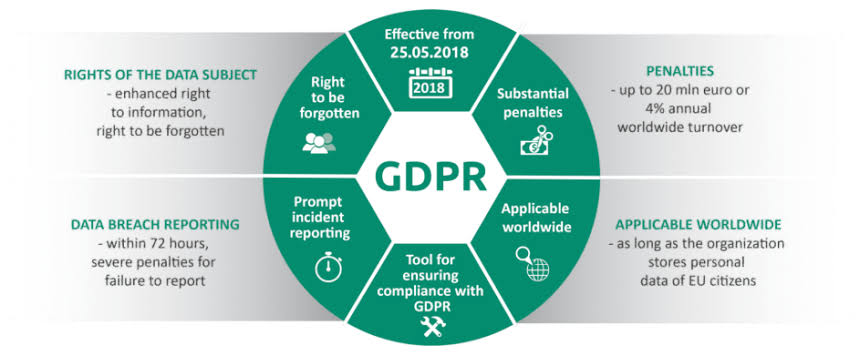 RIGHTS OF THE DATA SUBJECT
- enhanced right
to information,
right to be forgotten
DATA BREACH REPORTING
- within 72 hours,
severe penalties for
failure to report
Effective from
25.05.2018
2018
Right
to be
forgotten
Substantial
penalties
GDPR
Prompt
incident
reporting
Applicable
worldwide
Tool for
ensuring
compliance with
GDPR
PENALTIES
- up to 20 mln euro or
4% annual
worldwide turnover
APPLICABLE WORLDWIDE
- as long as the organization
stores personal
data of EU citizens